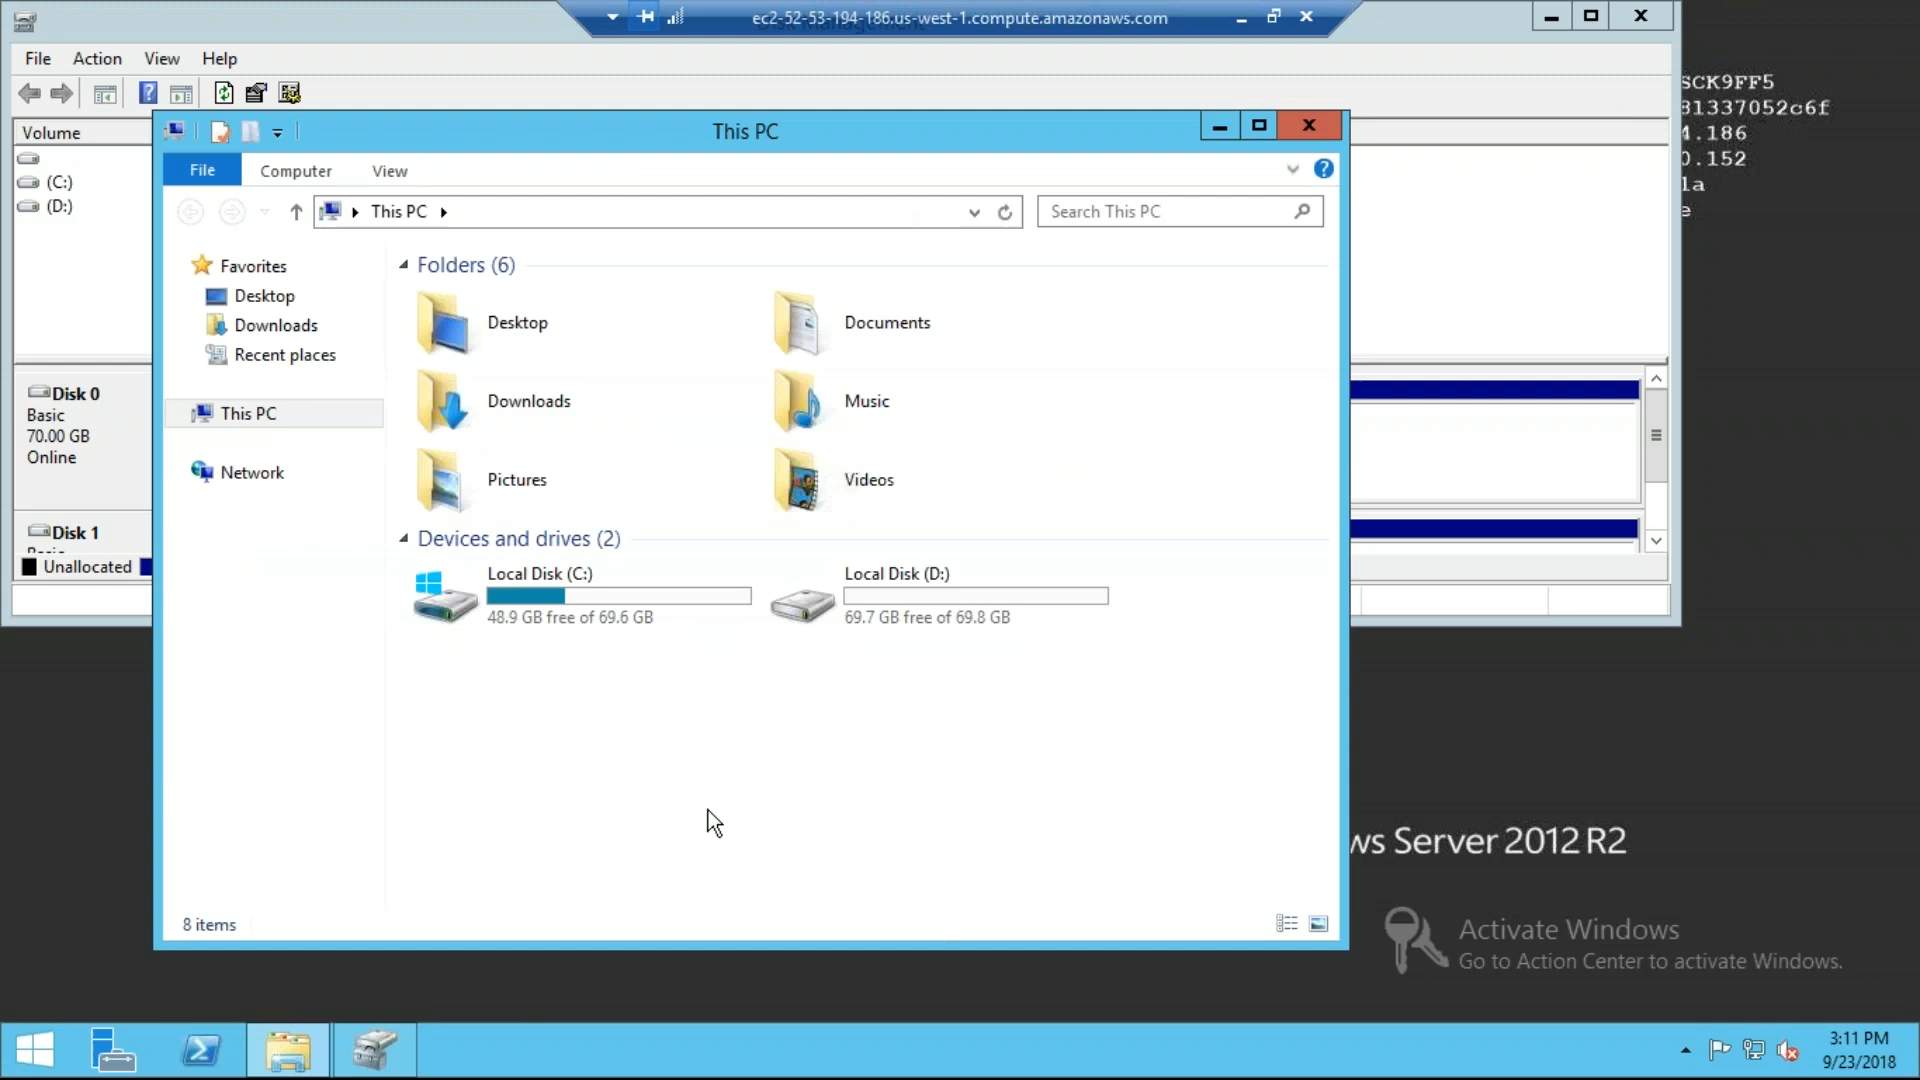 ec2-52-53-194-186.us-west-1.compute.amazonaws.com
File Action View Help
SCK9FF5
81337052c6f
4.186
0.152
la
e
Volume
(C:)
(D:)
This PC
File Computer View
This PC
Search This PC
Favorites
Desktop
Downloads
Recent places
This PC
Network
Folders (6)
Desktop Documents
Downloads Music
Pictures Videos
Devices and drives (2)
Local Disk (C:)
48.9 GB free of 69.6 GB
Local Disk (D:)
69.7 GB free of 69.8 GB
8 items
Disk 0
Basic
70.00 GB
Online
Disk 1
Unallocated
ws Server 2012 R2
Activate Windows
Go to Action Center to activate Windows.
3:11 PM
9/23/2018